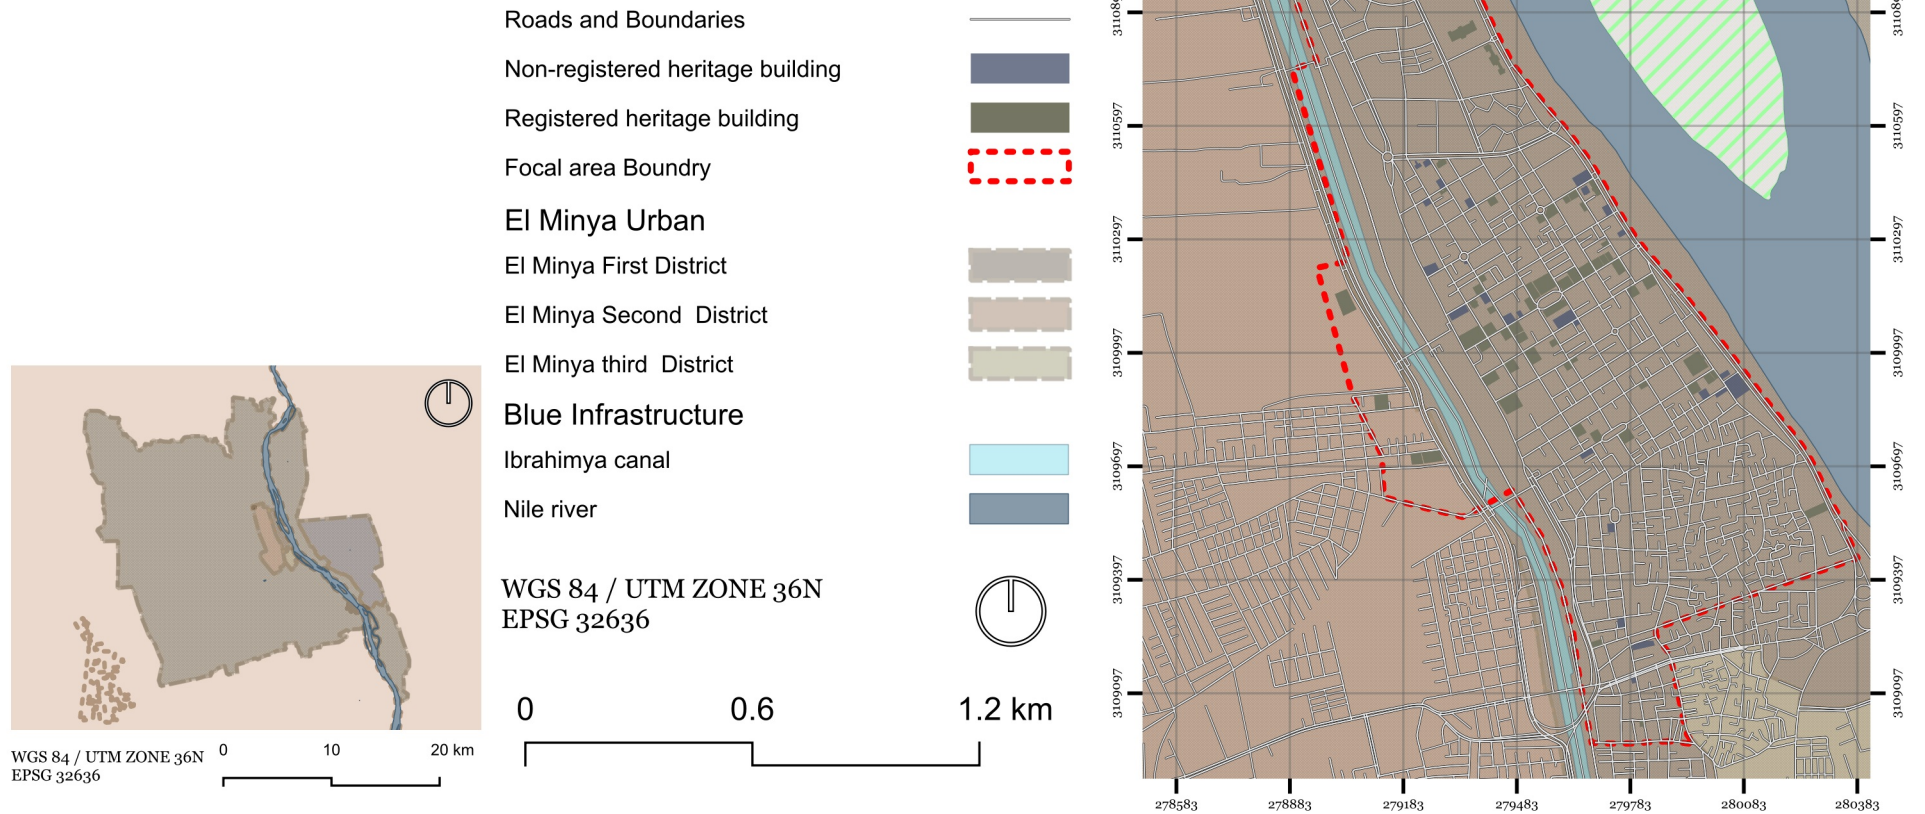 Roads and Boundaries
Non-registered heritage building
Registered heritage building
Focal area Boundry
El Minya Urban
El Minya First District
El Minya Second District
El Minya third District
Blue Infrastructure
Ibrahimya canal
Nile river
WGS 84 / UTM ZONE 36N
EPSG 32636
0 0.6 1.2 km
WGS 84 / UTM ZONE 36N
EPSG 32636
0 10 20 km
3110597
3110297
3109997
3109697
3109397
3109097
278583 278883 279183 279483 279783 280083 280383
3110597
3110297
3109997
3109697
3109397
3109097